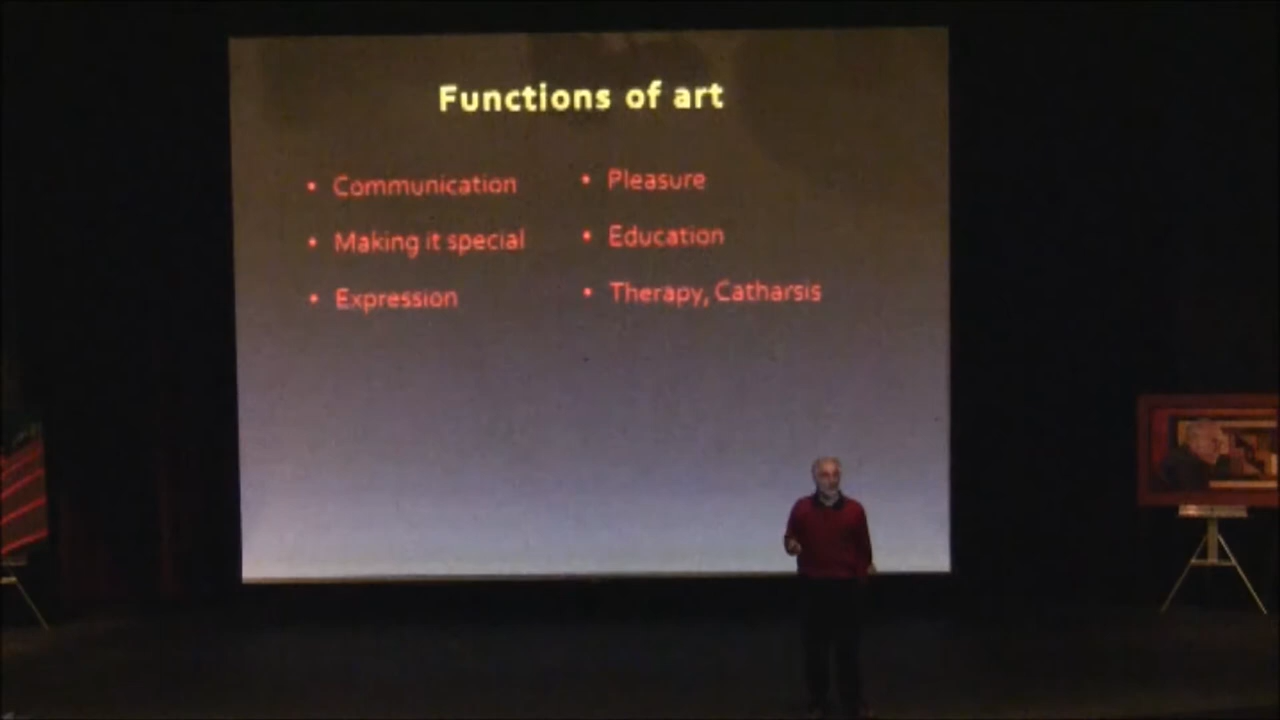 Functions of art
• Communication
• Making it special
• Expression
• Pleasure
• Education
• Therapy, Catharsis